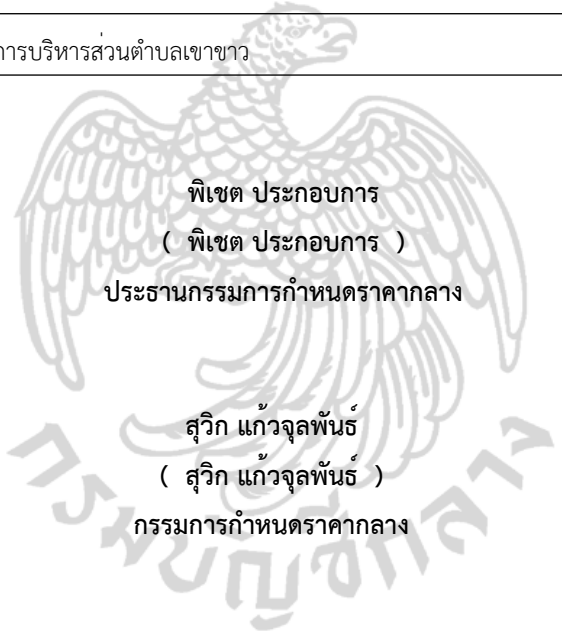 การบริหารส่วนตำบลเขาขาว
พิเชต ประกอบการ
( พิเชต ประกอบการ )
ประธานกรรมการกำหนดราคากลาง
สุวิก แก้วจุลพันธ์
( สุวิก แก้วจุลพันธ์ )
กรรมการกำหนดราคากลาง
กรมบัญชีกลาง